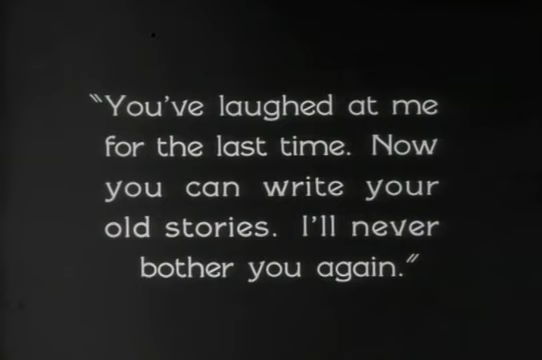 "You've laughed at me
for the last time. Now
you can write your
old stories. I'll never
bother you again."